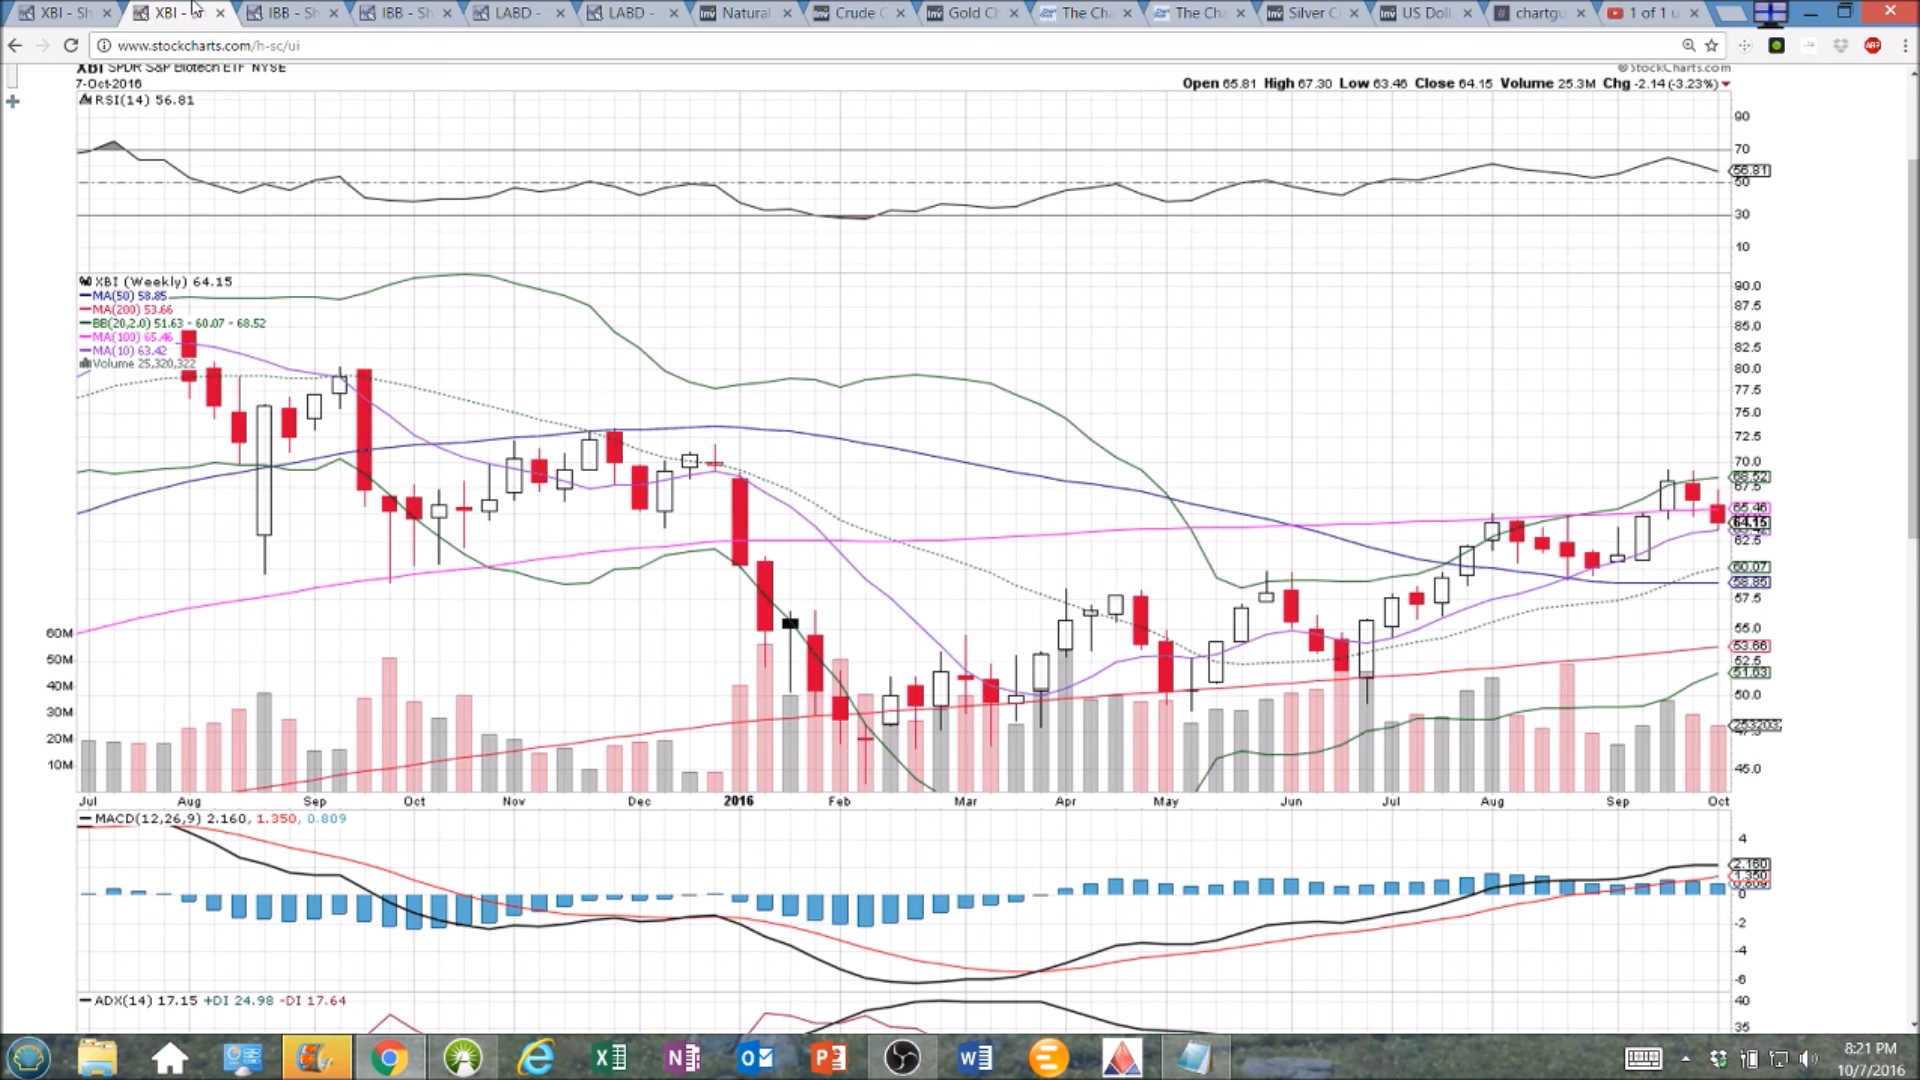 XBI - Sh
XBI - Sh
IBB - Sh
IBB - Sh
LABD -
LABD -
Natural
Crude O
Gold Ch
The Cha
The Cha
Silver C
US Doll
chartgu
1 of 1 u
www.stockcharts.com/h-sc/ui
XBI SPDR S&P Biotech ETF NYSE
© StockCharts.com
7-Oct-2016
Open 65.81 High 67.30 Low 63.46 Close 64.15 Volume 25.3M Chg -2.14 (-3.23%)
RSI(14) 56.81
90
70
56.81
50
30
10
XBI (Weekly) 64.15
MA(50) 58.85
MA(200) 53.66
BB(20,2.0) 51.63 - 60.07 - 68.52
MA(100) 65.46
MA(10) 63.42
Volume 25,320,322
90.0
87.5
85.0
82.5
80.0
77.5
75.0
72.5
70.0
68.52
67.5
65.46
64.15
62.5
60.07
58.85
57.5
55.0
53.66
52.5
51.63
50.0
45.0
60M
50M
40M
30M
20M
10M
Jul Aug Sep Oct Nov Dec 2016 Feb Mar Apr May Jun Jul Aug Sep Oct
MACD(12,26,9) 2.160, 1.350, 0.809
4
2.160
1.350
0.809
0
-2
-4
-6
ADX(14) 17.15 +DI 24.98 -DI 17.64
40
35
8:21 PM
10/7/2016